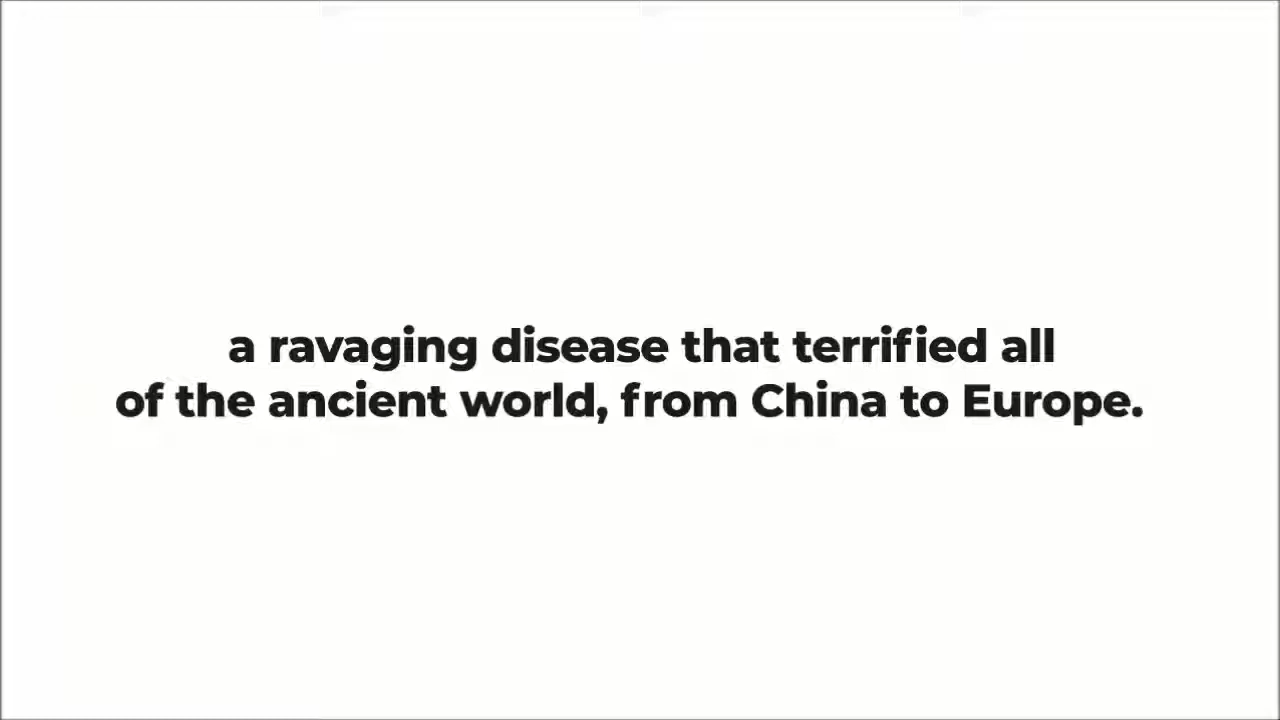 a ravaging disease that terrified all
of the ancient world, from China to Europe.